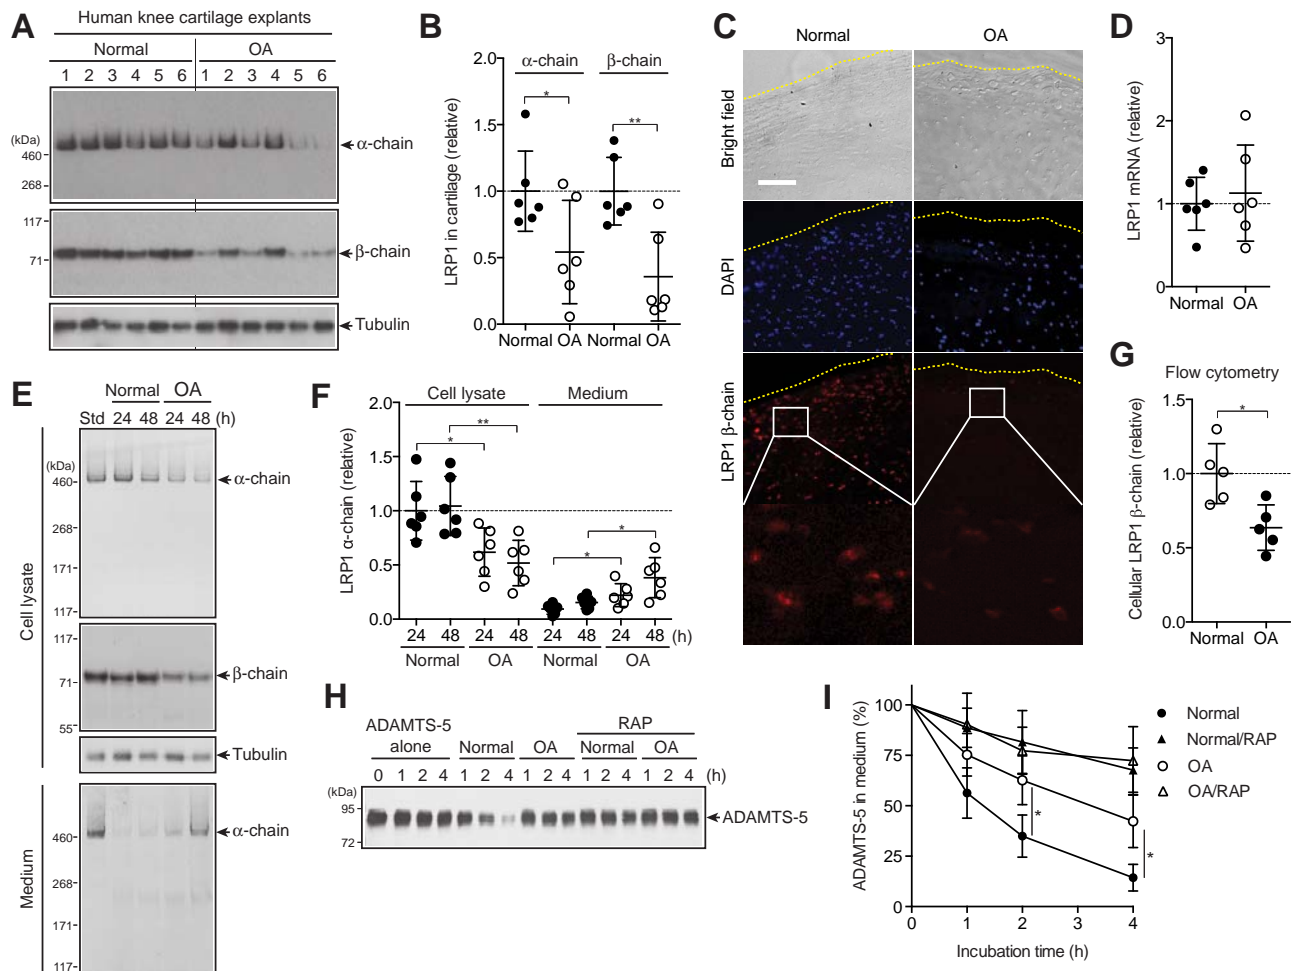 A
Human knee cartilage explants
Normal OA
1 2 3 4 5 6 1 2 3 4 5 6
(kDa)
460
268
α-chain
117
71
β-chain
Tubulin
B
α-chain β-chain
* **
LRP1 in cartilage (relative)
2.0
1.5
1.0
0.5
0.0
Normal OA Normal OA
C
Normal OA
Bright field
DAPI
LRP1 β-chain
D
LRP1 mRNA (relative)
3
2
1
0
Normal OA
E
Normal OA
Std 24 48 24 48 (h)
Cell lysate
(kDa)
460
268
171
117
α-chain
117
71
55
β-chain
Tubulin
Medium
460
268
171
117
α-chain
F
Cell lysate Medium
** * * *
LRP1 α-chain (relative)
2.0
1.5
1.0
0.5
0.0
24 48 24 48 24 48 24 48 (h)
Normal OA Normal OA
G
Flow cytometry
*
Cellular LRP1 β-chain (relative)
1.5
1.0
0.5
0.0
Normal OA
H
ADAMTS-5
alone
Normal OA
RAP
Normal OA
0 1 2 4 1 2 4 1 2 4 1 2 4 1 2 4 (h)
(kDa)
95
72
ADAMTS-5
I
ADAMTS-5 in medium (%)
100
75
50
25
0
* *
0 1 2 3 4
Incubation time (h)
Normal
Normal/RAP
OA
OA/RAP